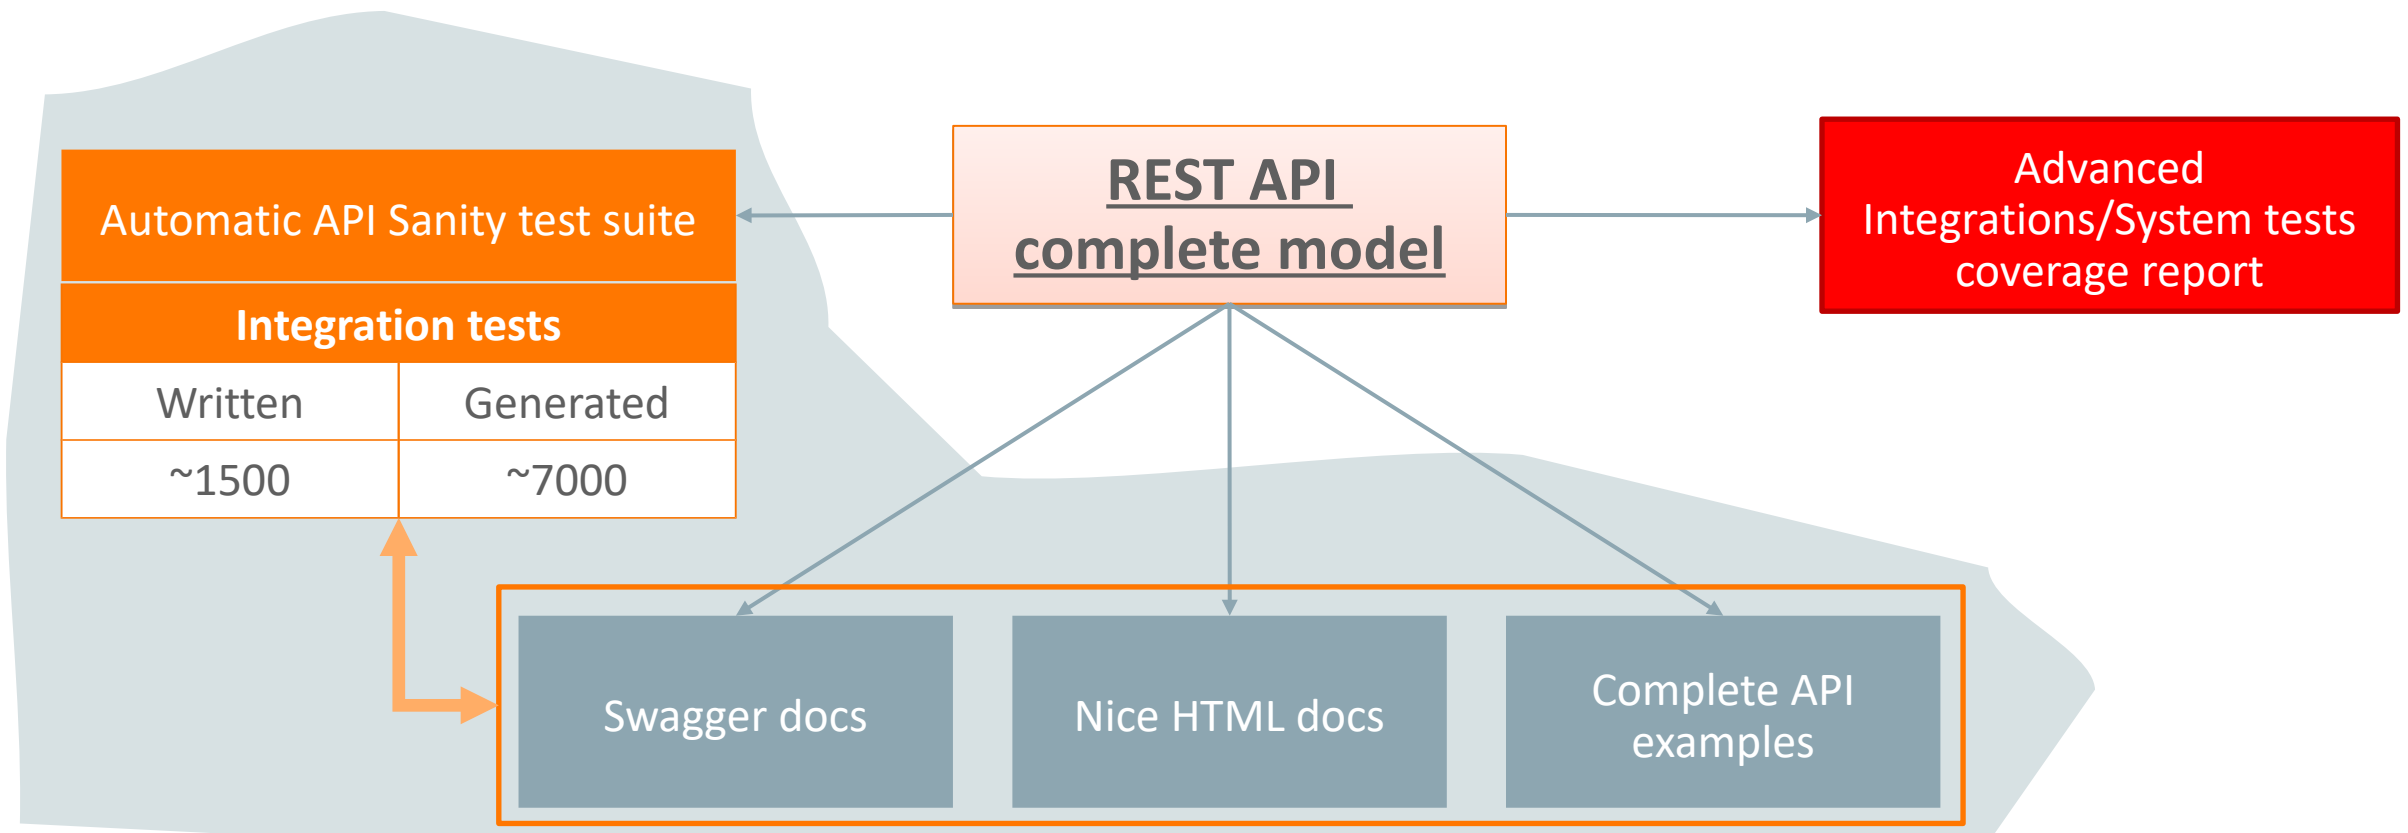 Automatic API Sanity test suite
Integration tests
Written Generated
~1500 ~7000
REST API
complete model
Advanced
Integrations/System tests
coverage report
Swagger docs
Nice HTML docs
Complete API
examples